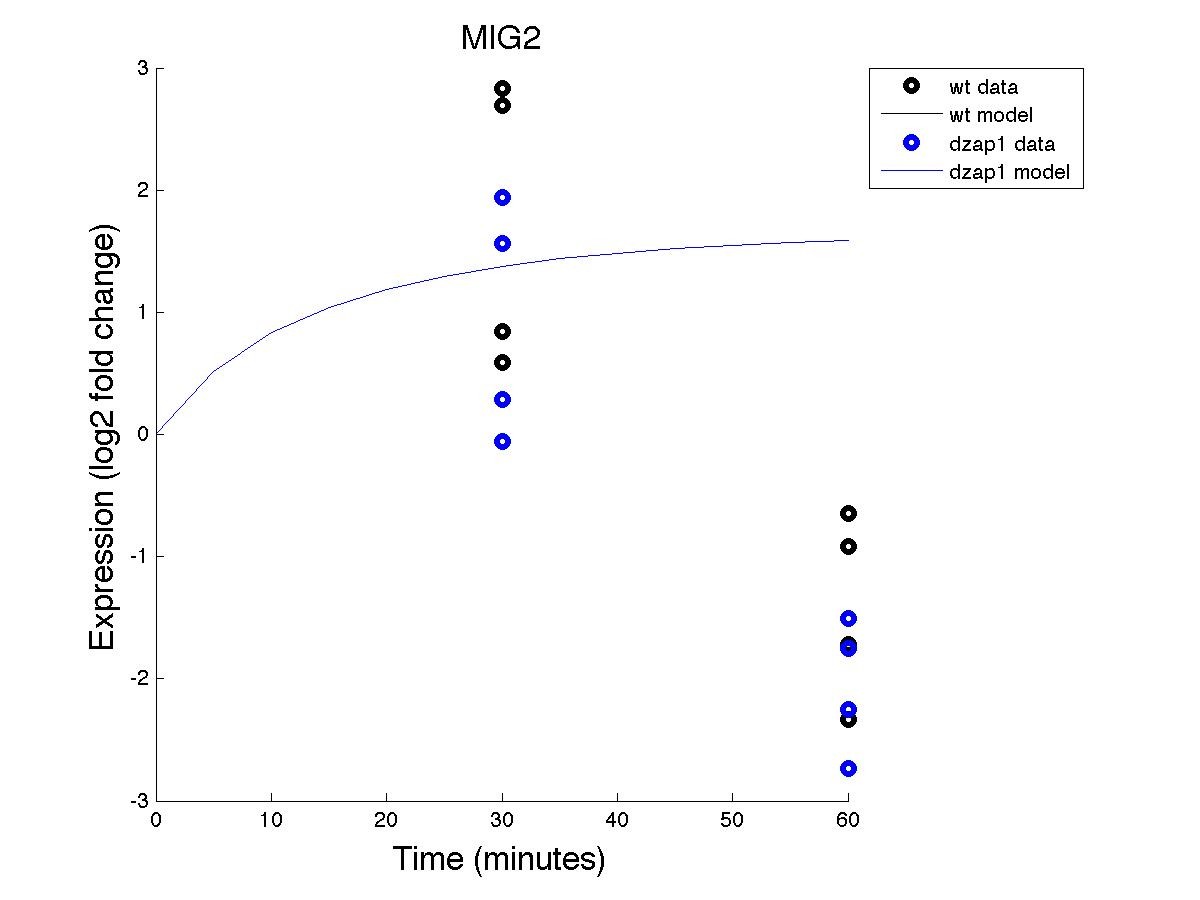 MIG2
wt data
wt model
dzap1 data
dzap1 model
Expression (log2 fold change)
3
2
1
0
-1
-2
-3
0 10 20 30 40 50 60
Time (minutes)